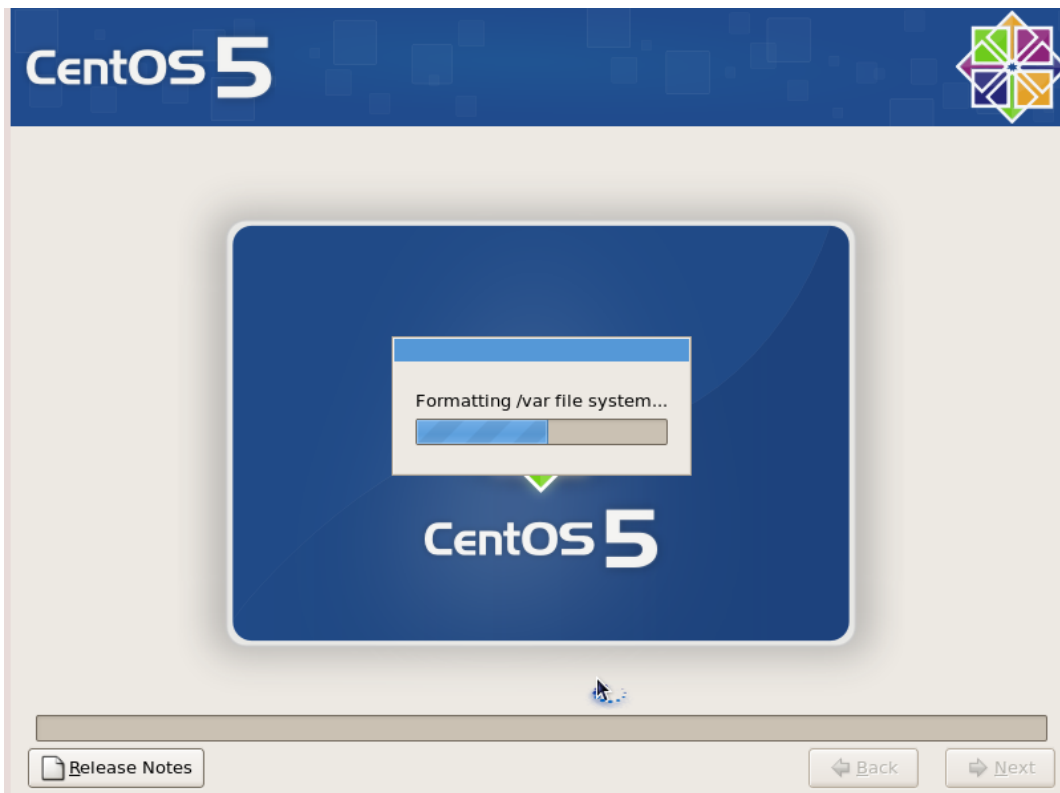 CentOS 5
Formatting /var file system...
CentOS 5
Release Notes
Back
Next